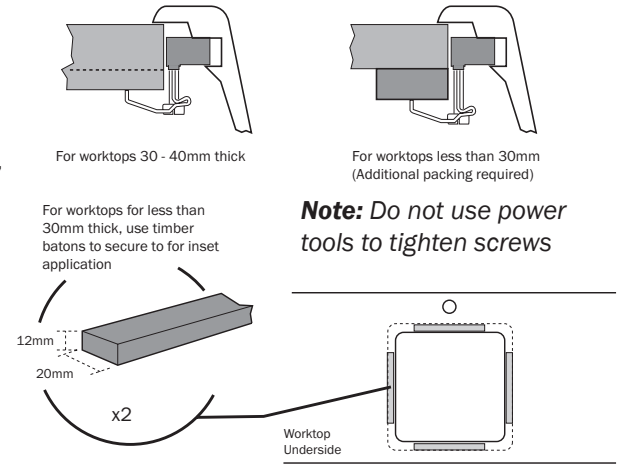 For worktops 30 - 40mm thick
For worktops less than 30mm
(Additional packing required)
For worktops for less than
30mm thick, use timber
batons to secure to for inset
application
Note: Do not use power
tools to tighten screws
12mm
20mm
x2
Worktop
Underside